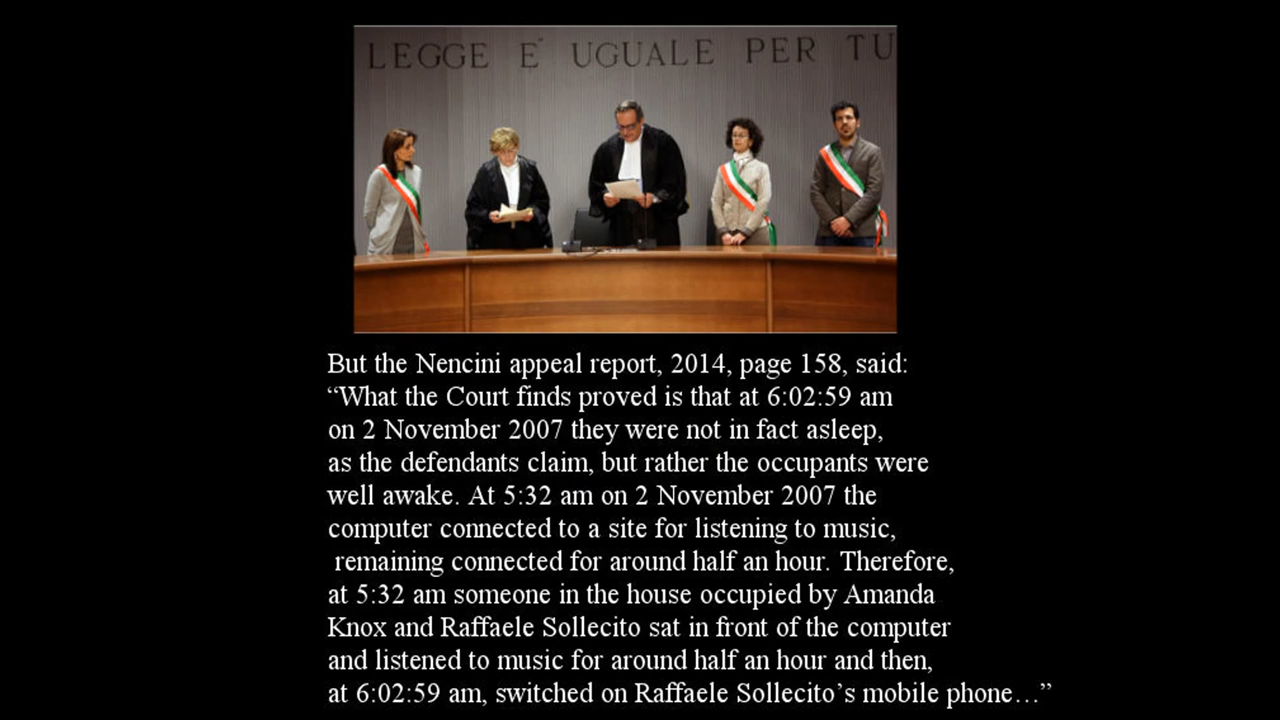 LEGGE E' UGUALE PER TU
But the Nencini appeal report, 2014, page 158, said:
“What the Court finds proved is that at 6:02:59 am
on 2 November 2007 they were not in fact asleep,
as the defendants claim, but rather the occupants were
well awake. At 5:32 am on 2 November 2007 the
computer connected to a site for listening to music,
remaining connected for around half an hour. Therefore,
at 5:32 am someone in the house occupied by Amanda
Knox and Raffaele Sollecito sat in front of the computer
and listened to music for around half an hour and then,
at 6:02:59 am, switched on Raffaele Sollecito’s mobile phone…”